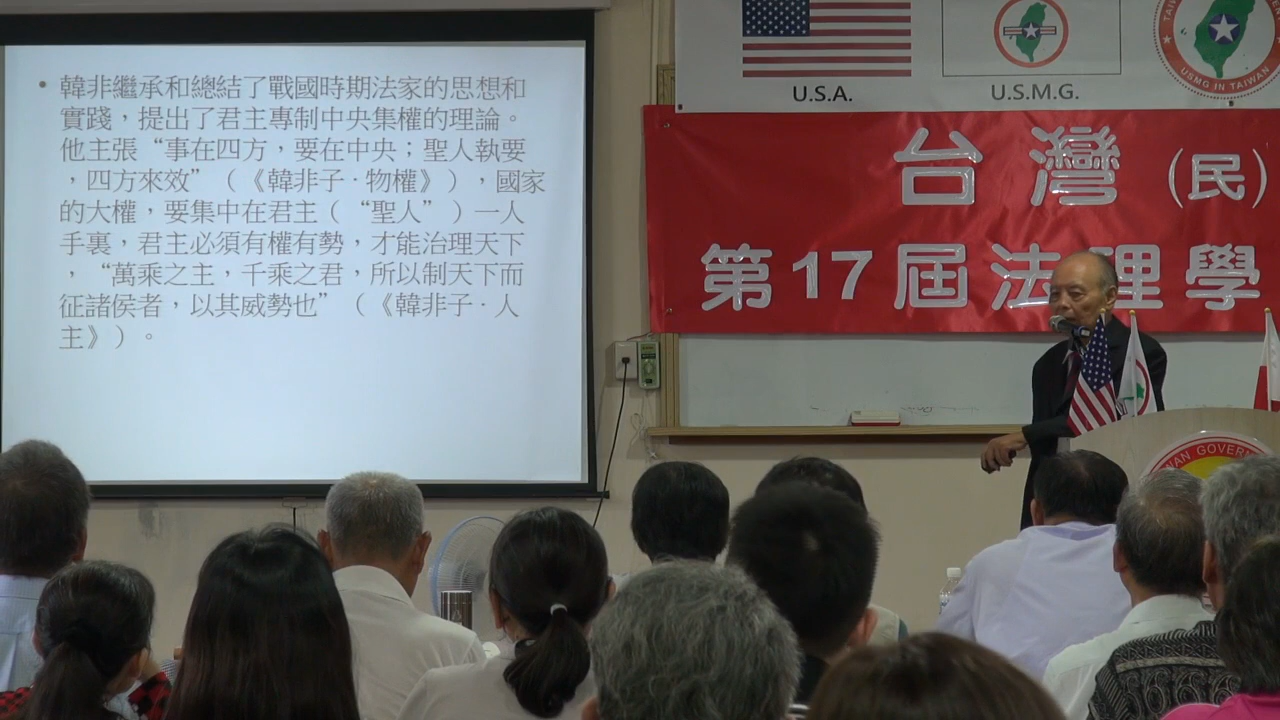 • 韓非繼承和總結了戰國時期法家的思想和
實踐，提出了君主專制中央集權的理論。
他主張“事在四方，要在中央；聖人執要
，四方來效”（《韓非子·物權》），國家
的大權，要集中在君主（“聖人”）一人
手裏，君主必須有權有勢，才能治理天下
，“萬乘之主，千乘之君，所以制天下而
征諸侯者，以其威勢也”（《韓非子·人
主》）。
U.S.A.
U.S.M.G.
USMG IN TAIWAN
台灣(民)
第17屆法理學